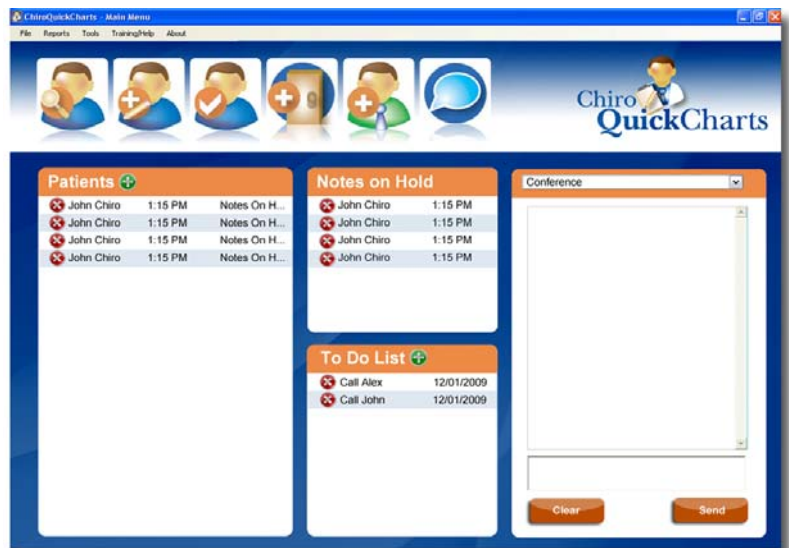 ChiroQuickCharts - Main Menu
File Reports Tools Training/Help About
Chiro
QuickCharts
Patients
John Chiro 1:15 PM Notes On H...
John Chiro 1:15 PM Notes On H...
John Chiro 1:15 PM Notes On H...
John Chiro 1:15 PM Notes On H...
Notes on Hold
John Chiro 1:15 PM
John Chiro 1:15 PM
John Chiro 1:15 PM
John Chiro 1:15 PM
To Do List
Call Alex 12/01/2009
Call John 12/01/2009
Conference
Clear Send